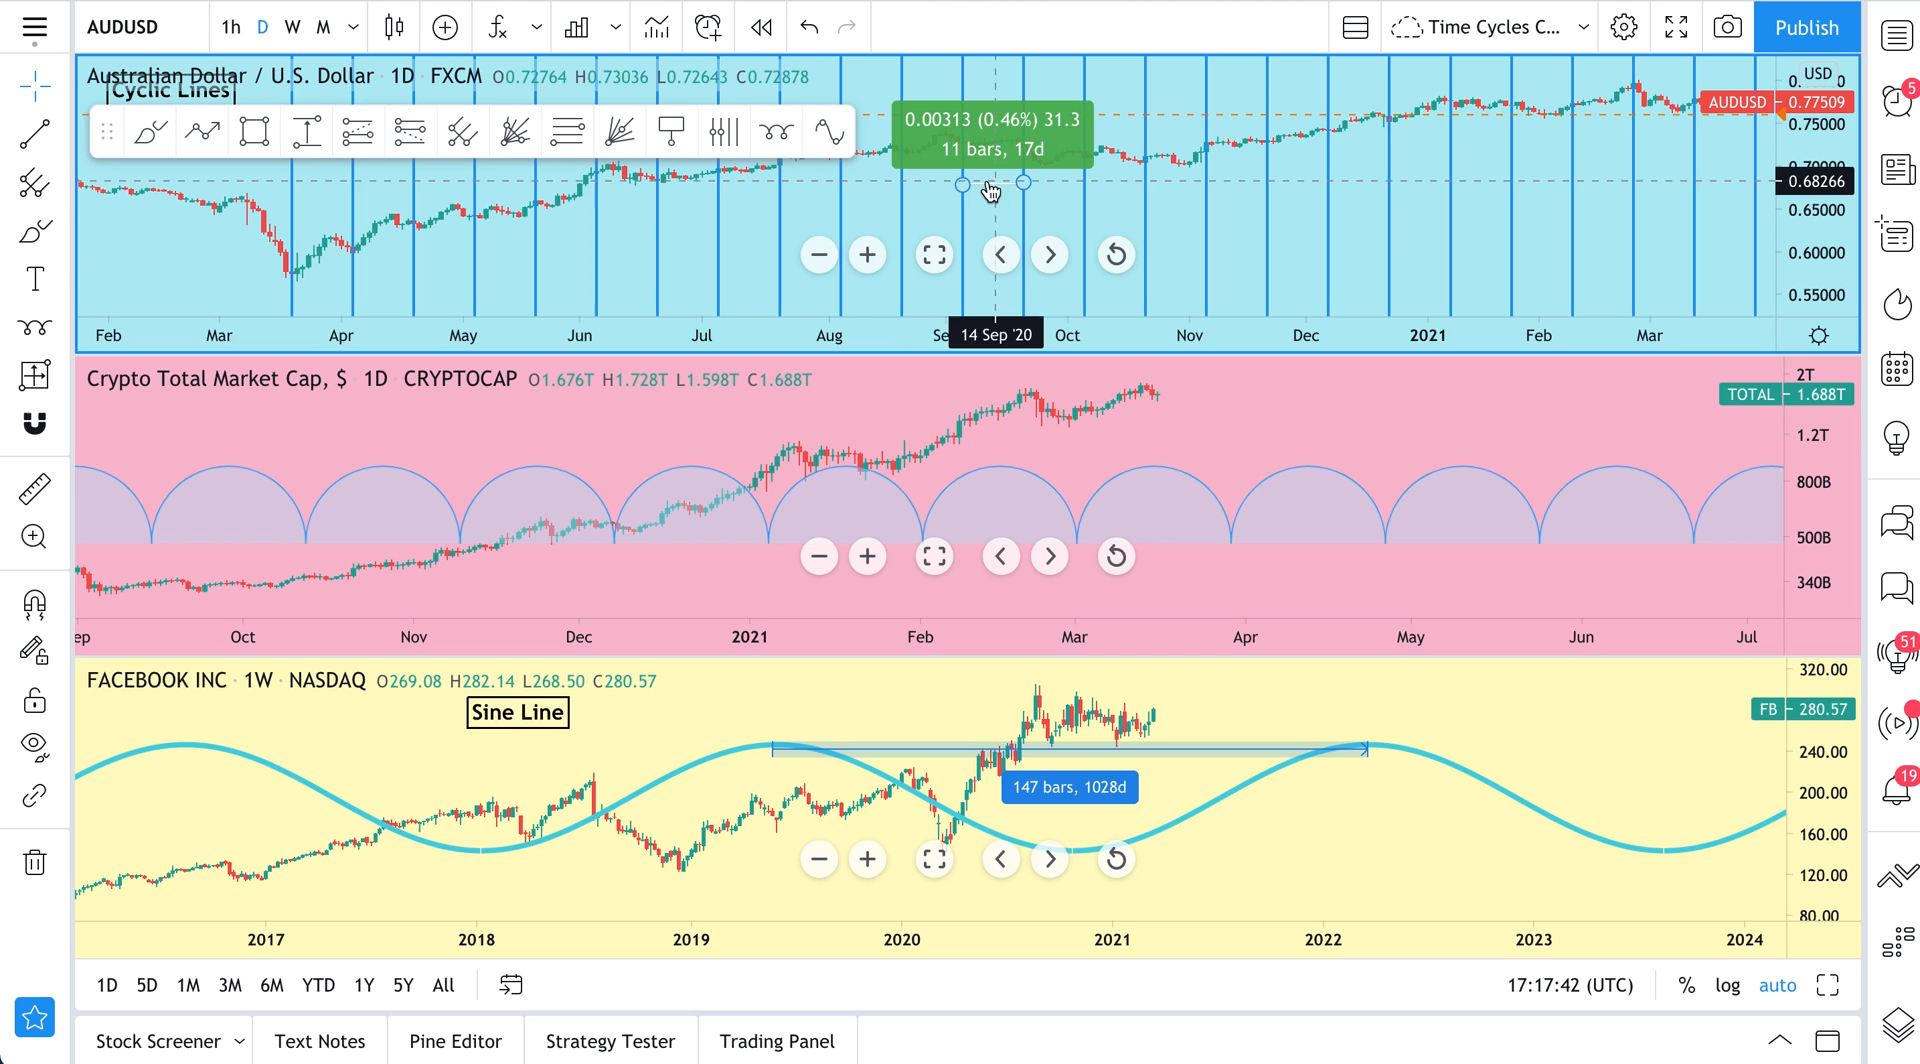 AUDUSD 1h D W M Time Cycles C... Publish
Australian Dollar / U.S. Dollar · 1D · FXCM O0.72764 H0.73036 L0.72643 C0.72878
Cyclic Lines
USD
AUDUSD 0.77509
0.75000
0.70000
0.68266
0.65000
0.60000
0.55000
0.00313 (0.46%) 31.3
11 bars, 17d
Feb Mar Apr May Jun Jul Aug Se 14 Sep '20 Oct Nov Dec 2021 Feb Mar
Crypto Total Market Cap, $ · 1D · CRYPTOCAP O1.676T H1.728T L1.598T C1.688T
2T
TOTAL 1.688T
1.2T
800B
500B
340B
ep Oct Nov Dec 2021 Feb Mar Apr May Jun Jul
FACEBOOK INC · 1W · NASDAQ O269.08 H282.14 L268.50 C280.57
Sine Line
320.00
FB 280.57
240.00
200.00
160.00
120.00
80.00
147 bars, 1028d
2017 2018 2019 2020 2021 2022 2023 2024
1D 5D 1M 3M 6M YTD 1Y 5Y All 17:17:42 (UTC) % log auto
Stock Screener Text Notes Pine Editor Strategy Tester Trading Panel
5
51
19